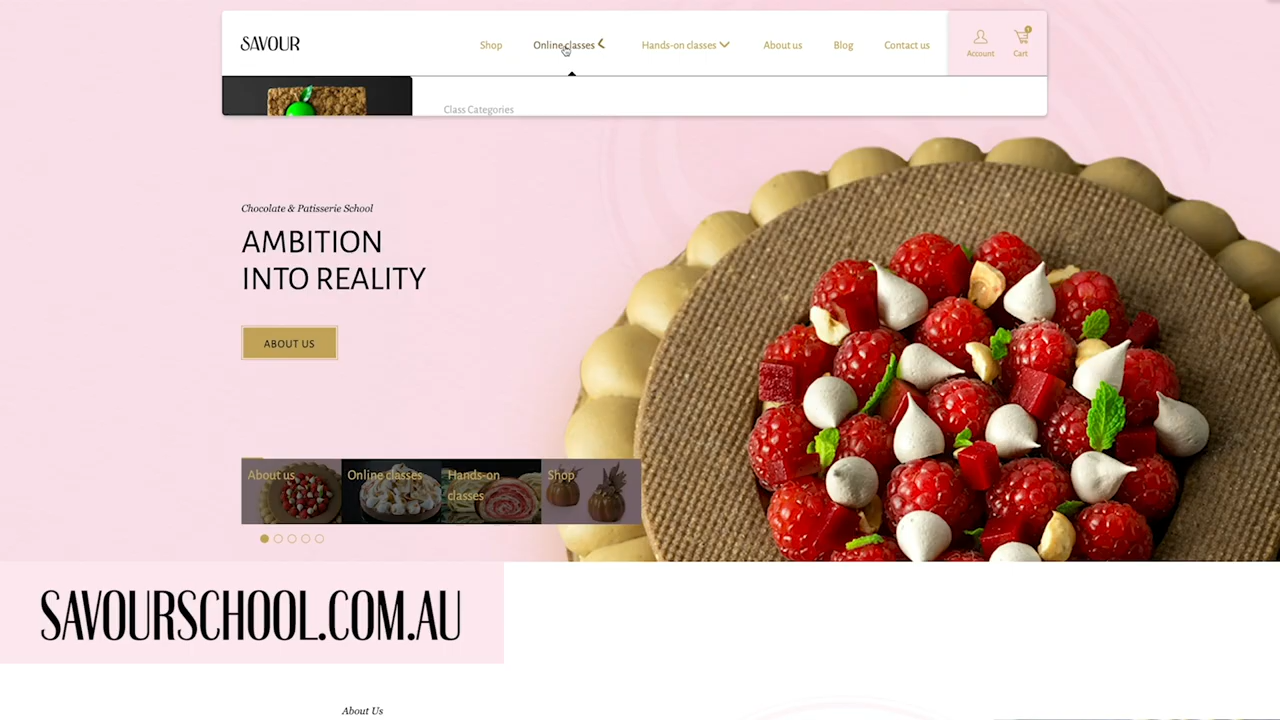 SAVOUR
Shop
Online classes
Hands-on classes
About us
Blog
Contact us
Account
Cart
Class Categories
Chocolate & Patisserie School
AMBITION
INTO REALITY
ABOUT US
About us
Online classes
Hands-on
classes
Shop
SAVOURSCHOOL.COM.AU
About Us